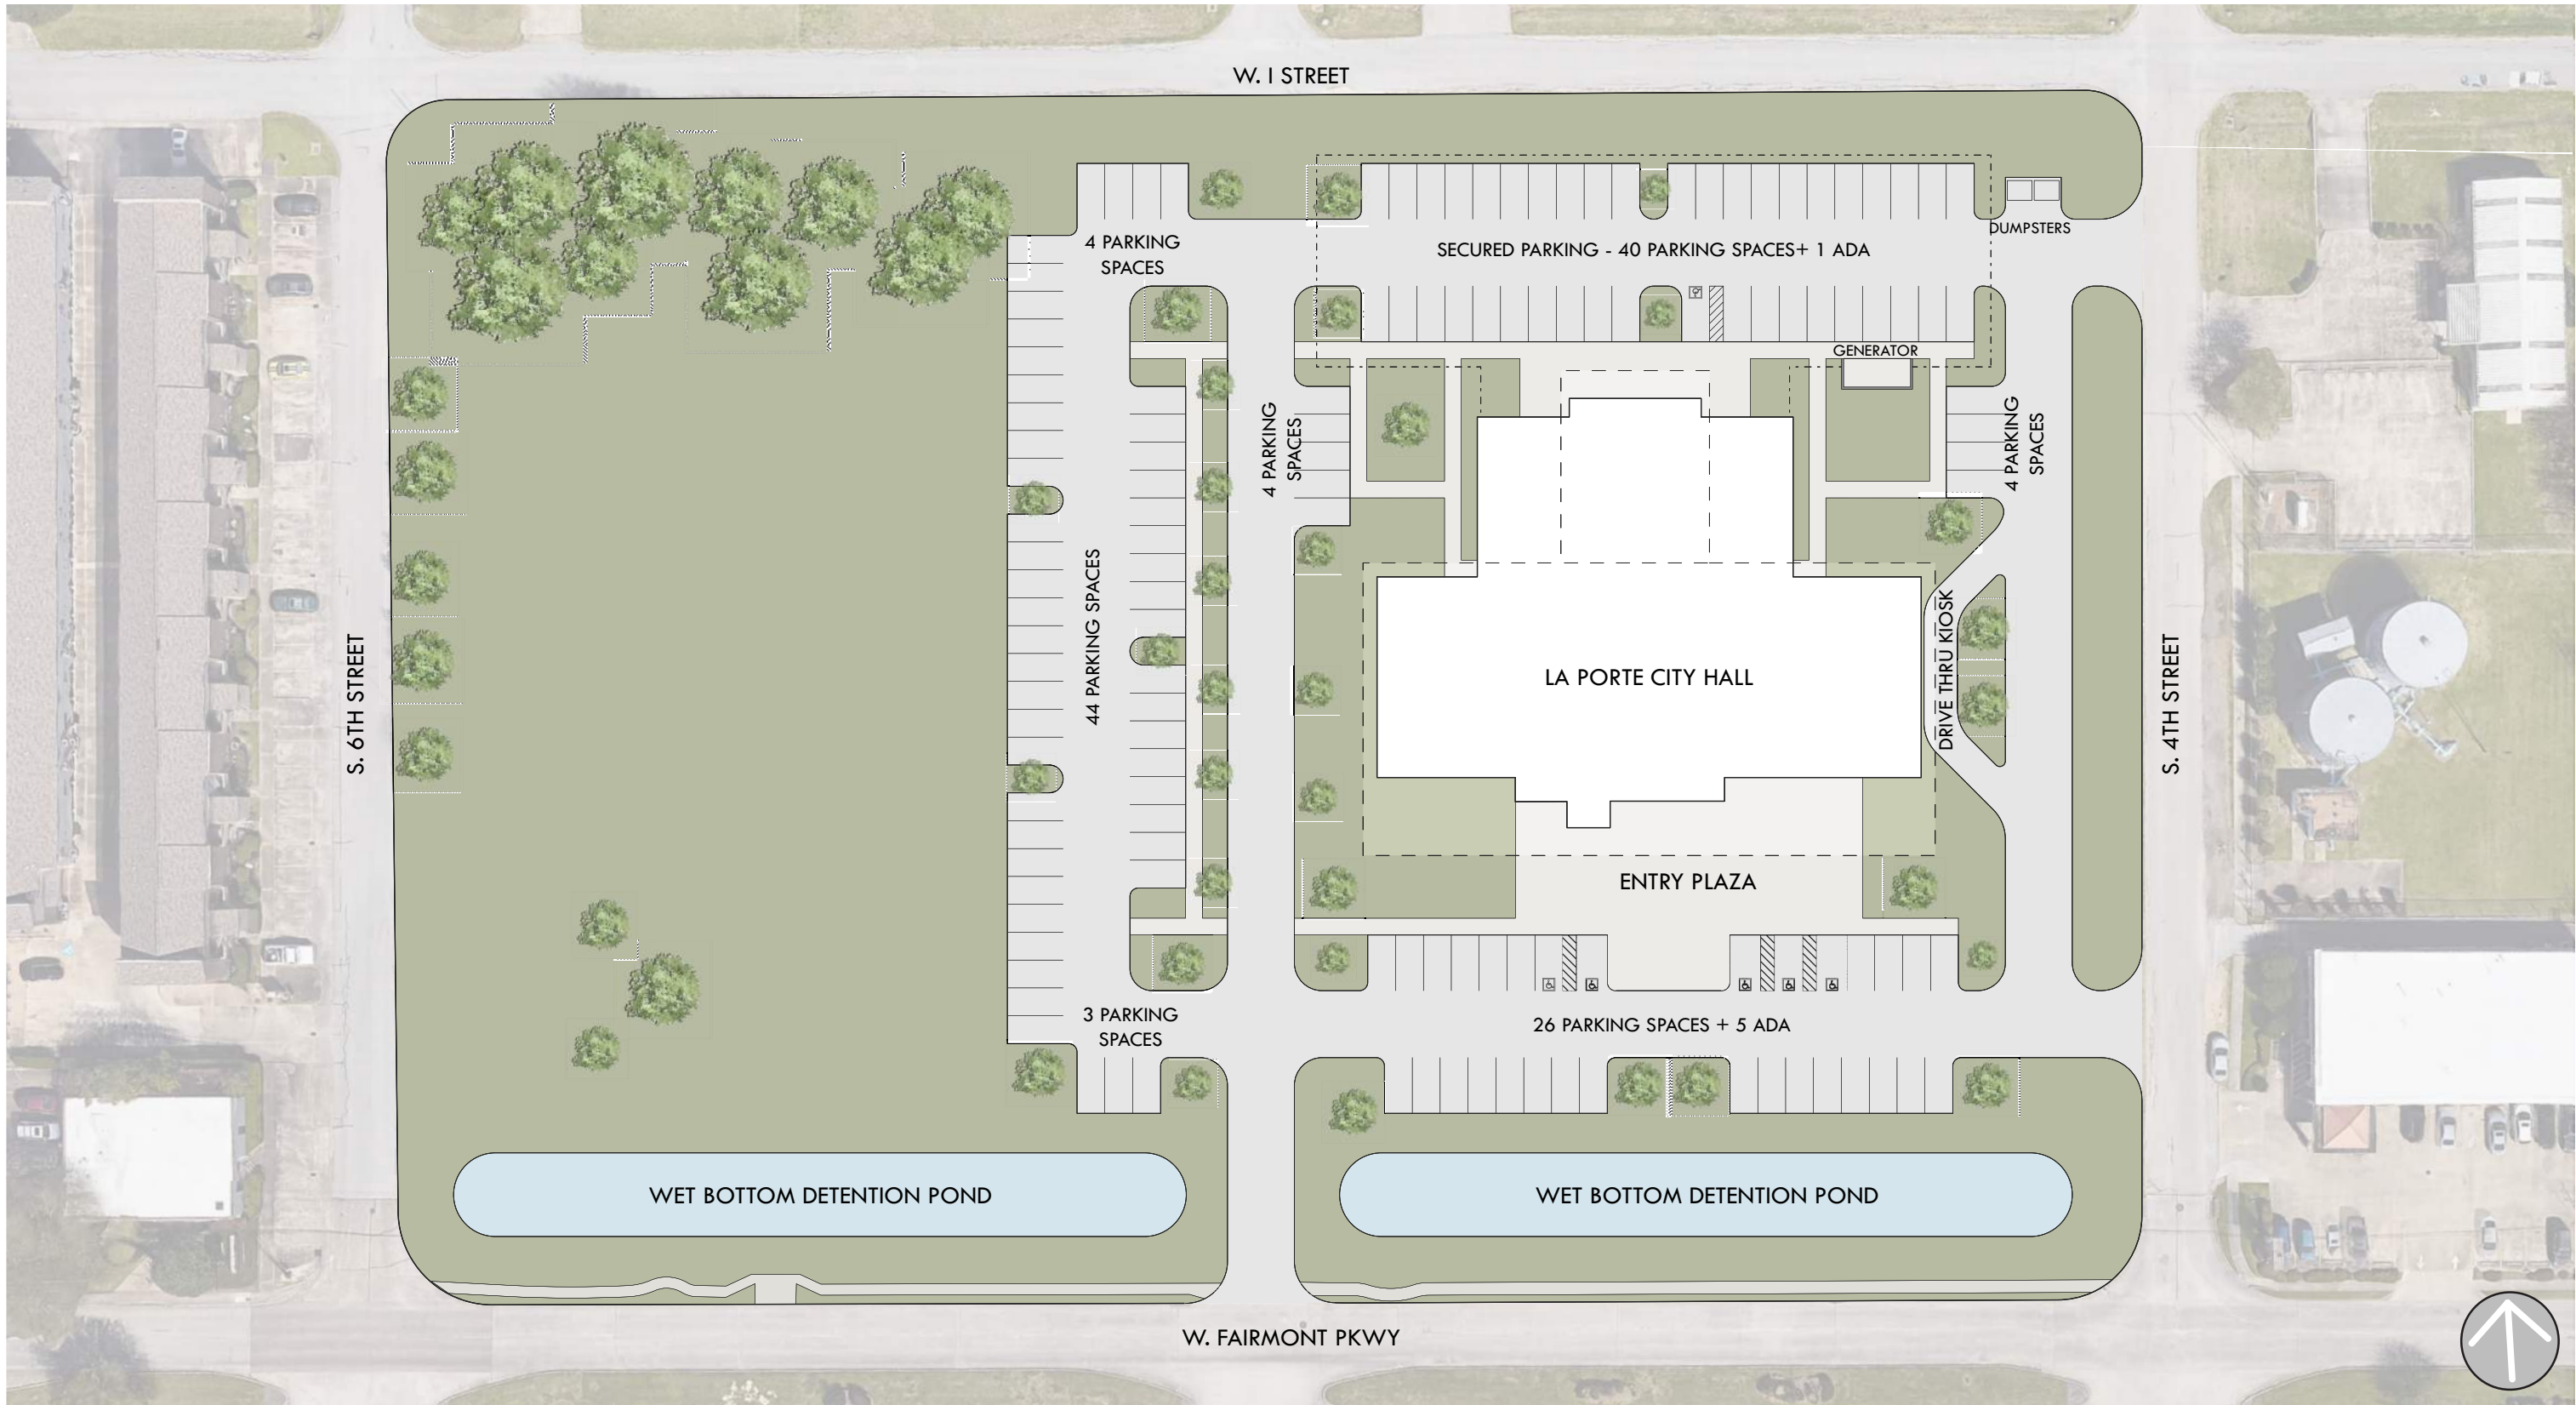 W. I STREET
4 PARKING
SPACES
SECURED PARKING - 40 PARKING SPACES+ 1 ADA
DUMPSTERS
GENERATOR
4 PARKING
SPACES
4 PARKING
SPACES
44 PARKING SPACES
S. 6TH STREET
LA PORTE CITY HALL
DRIVE THRU KIOSK
S. 4TH STREET
ENTRY PLAZA
3 PARKING
SPACES
26 PARKING SPACES + 5 ADA
WET BOTTOM DETENTION POND
WET BOTTOM DETENTION POND
W. FAIRMONT PKWY